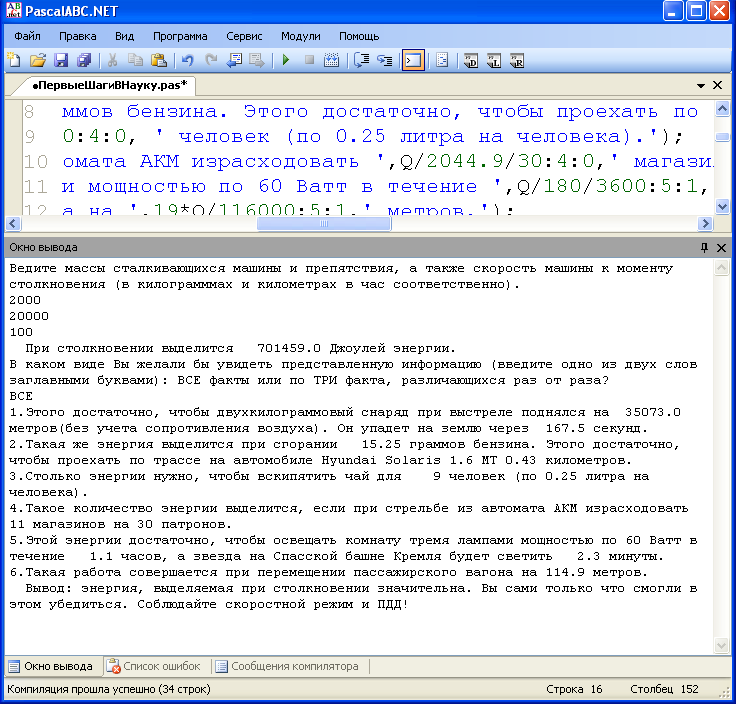 PascalABC.NET
Файл Правка Вид Программа Сервис Модули Помощь
•ПервыеШагиВНауку.pas*
8 ммов бензина. Этого достаточно, чтобы проехать по
9 0:4:0, ' человек (по 0.25 литра на человека).');
10 омата АКМ израсходовать ',Q/2044.9/30:4:0,' магази
11 и мощностью по 60 Ватт в течение ',Q/180/3600:5:1,
12 а на ',19*Q/116000:5:1,' метров.');
Окно вывода
Ведите массы сталкивающихся машины и препятствия, а также скорость машины к моменту
столкновения (в килограмммах и километрах в час соответственно).
2000
20000
100
При столкновении выделится 701459.0 Джоулей энергии.
В каком виде Вы желали бы увидеть представленную информацию (введите одно из двух слов
заглавными буквами): ВСЕ факты или по ТРИ факта, различающихся раз от раза?
ВСЕ
1.Этого достаточно, чтобы двухкилограммовый снаряд при выстреле поднялся на 35073.0
метров(без учета сопротивления воздуха). Он упадет на землю через 167.5 секунд.
2.Такая же энергия выделится при сгорании 15.25 граммов бензина. Этого достаточно,
чтобы проехать по трассе на автомобиле Hyundai Solaris 1.6 MT 0.43 километров.
3.Столько энергии нужно, чтобы вскипятить чай для 9 человек (по 0.25 литра на
человека).
4.Такое количество энергии выделится, если при стрельбе из автомата АКМ израсходовать
11 магазинов на 30 патронов.
5.Этой энергии достаточно, чтобы освещать комнату тремя лампами мощностью по 60 Ватт в
течение 1.1 часов, а звезда на Спасской башне Кремля будет светить 2.3 минуты.
6.Такая работа совершается при перемещении пассажирского вагона на 114.9 метров.
Вывод: энергия, выделяемая при столкновении значительна. Вы сами только что смогли в
этом убедиться. Соблюдайте скоростной режим и ПДД!
Окно вывода Список ошибок Сообщения компилятора
Компиляция прошла успешно (34 строк) Строка 16 Столбец 152